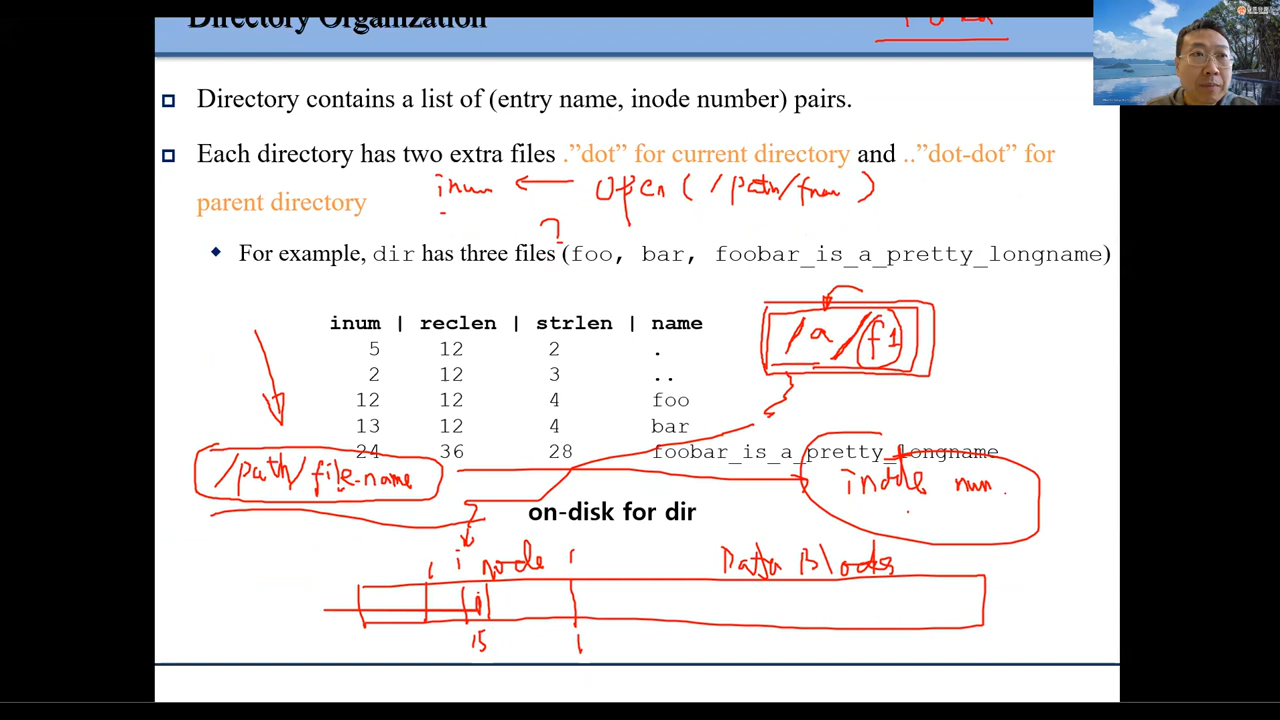 Directory Organization
Directory contains a list of (entry name, inode number) pairs.
Each directory has two extra files .”dot” for current directory and ..”dot-dot” for
parent directory
inum ← open ( /path/fnam )
?
For example, dir has three files (foo, bar, foobar_is_a_pretty_longname)
/a/f1
inum | reclen | strlen | name
5 12 2 .
2 12 3 ..
12 12 4 foo
13 12 4 bar
24 36 28 foobar_is_a_pretty_longname
/path/file-name
inode num.
on-disk for dir
i node
Data Blocks
i
15